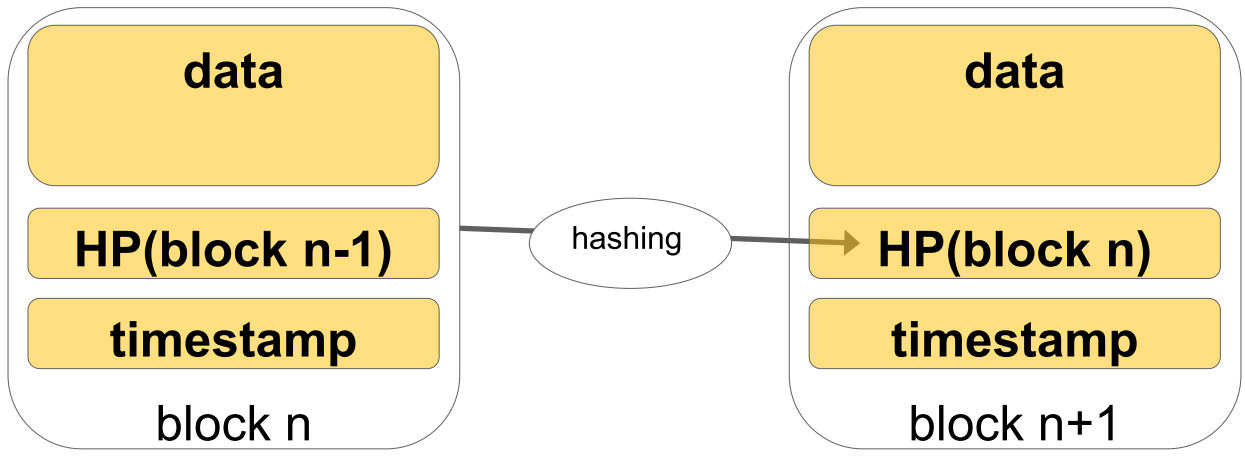 data
HP(block n-1)
timestamp
block n
hashing
data
HP(block n)
timestamp
block n+1